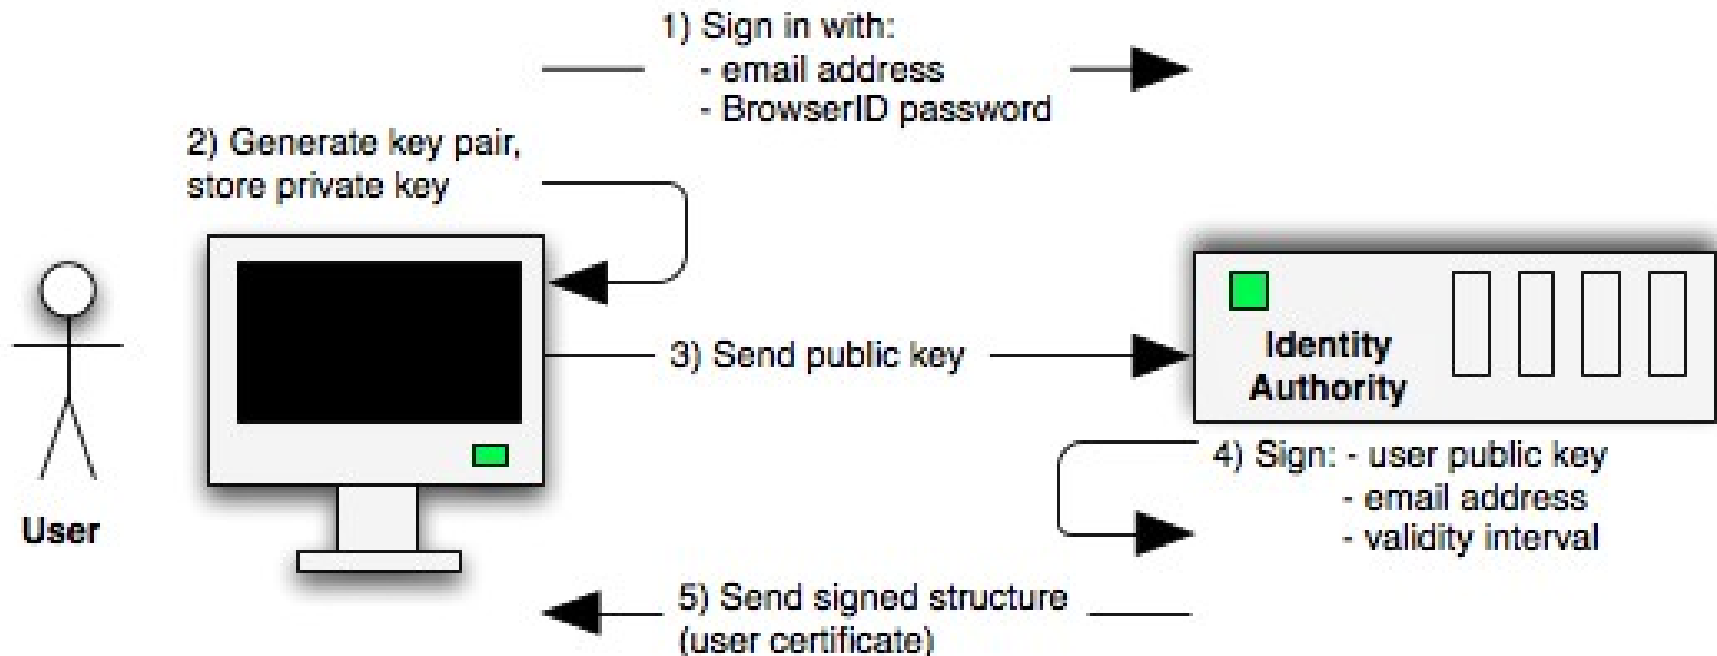 1) Sign in with:
- email address
- BrowserID password
2) Generate key pair,
store private key
3) Send public key
Identity
Authority
4) Sign: - user public key
- email address
- validity interval
User
5) Send signed structure
(user certificate)